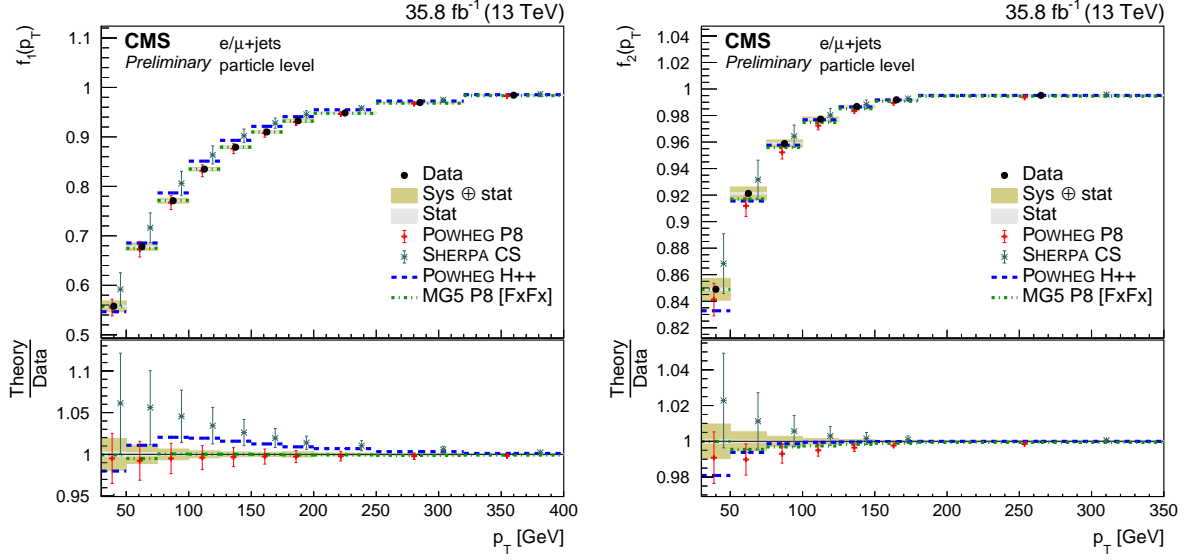 35.8 fb⁻¹ (13 TeV)
f₁(p_T)
CMS
Preliminary
e/μ+jets
particle level
1.1
1
0.9
0.8
0.7
0.6
0.5
Data
Sys ⊕ stat
Stat
POWHEG P8
SHERPA CS
POWHEG H++
MG5 P8 [FxFx]
Theory
Data
1.1
1.05
1
0.95
50 100 150 200 250 300 350 400
p_T [GeV]
35.8 fb⁻¹ (13 TeV)
f₂(p_T)
CMS
Preliminary
e/μ+jets
particle level
1.04
1.02
1
0.98
0.96
0.94
0.92
0.9
0.88
0.86
0.84
0.82
Data
Sys ⊕ stat
Stat
POWHEG P8
SHERPA CS
POWHEG H++
MG5 P8 [FxFx]
Theory
Data
1.04
1.02
1
0.98
50 100 150 200 250 300 350
p_T [GeV]